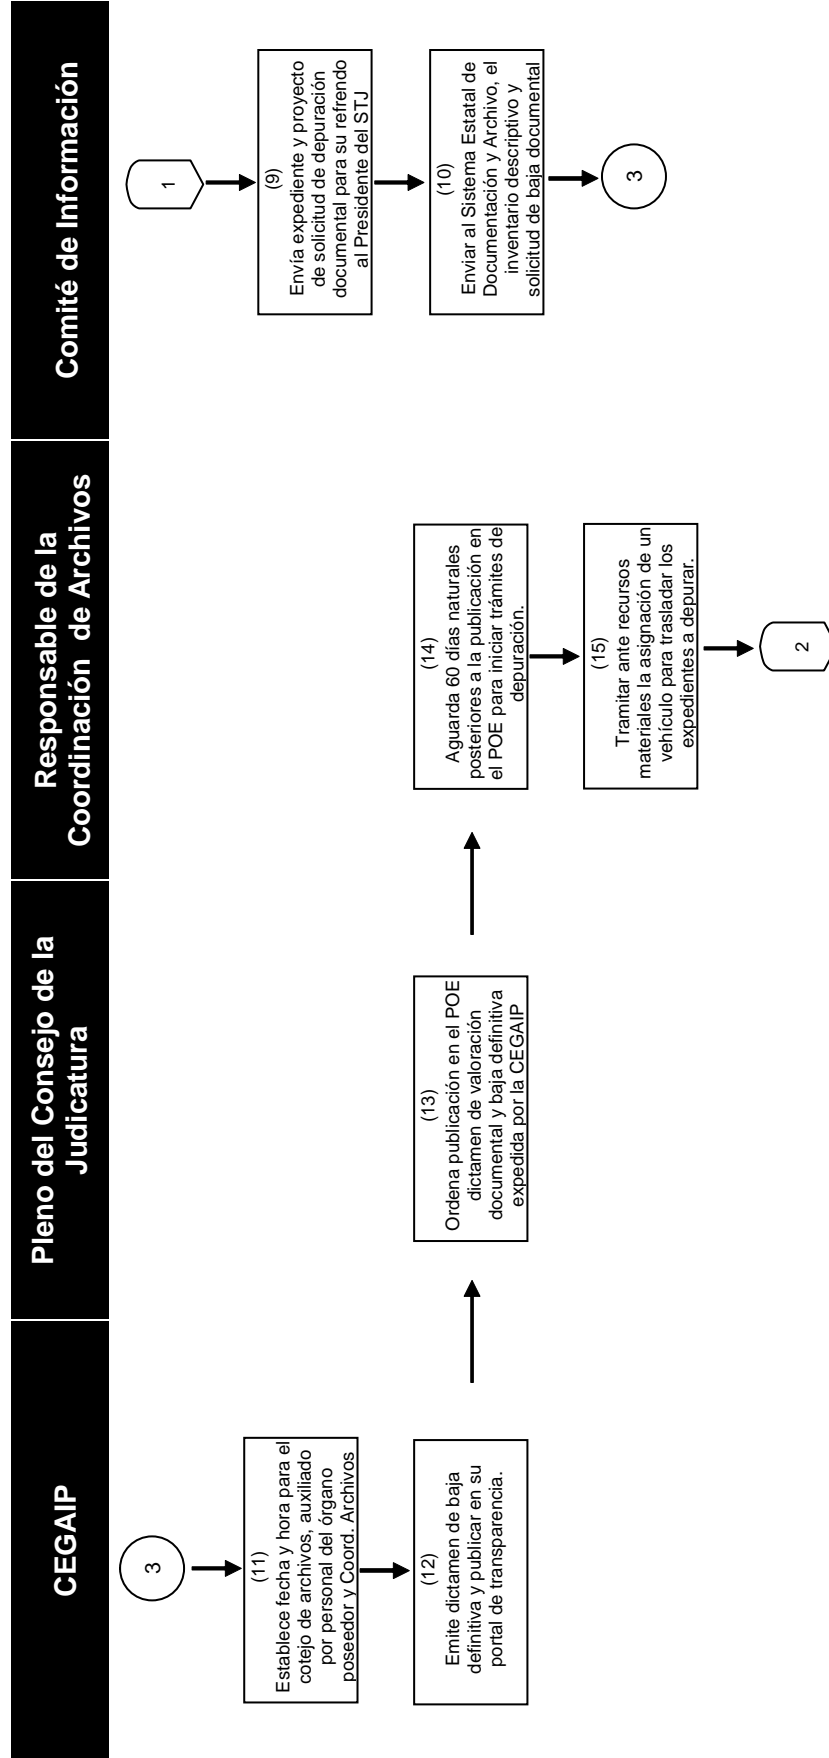 CEGAIP
Pleno del Consejo de la
Judicatura
Responsable de la
Coordinación de Archivos
Comité de Información
3
(11)
Establece fecha y hora para el
cotejo de archivos, auxiliado
por personal del órgano
poseedor y Coord. Archivos
(12)
Emite dictamen de baja
definitiva y publicar en su
portal de transparencia.
(13)
Ordena publicación en el POE
dictamen de valoración
documental y baja definitiva
expedida por la CEGAIP
(14)
Aguarda 60 días naturales
posteriores a la publicación en
el POE para iniciar trámites de
depuración.
(15)
Tramitar ante recursos
materiales la asignación de un
vehículo para trasladar los
expedientes a depurar.
2
1
(9)
Envía expediente y proyecto
de solicitud de depuración
documental para su refrendo
al Presidente del STJ
(10)
Enviar al Sistema Estatal de
Documentación y Archivo, el
inventario descriptivo y
solicitud de baja documental
3